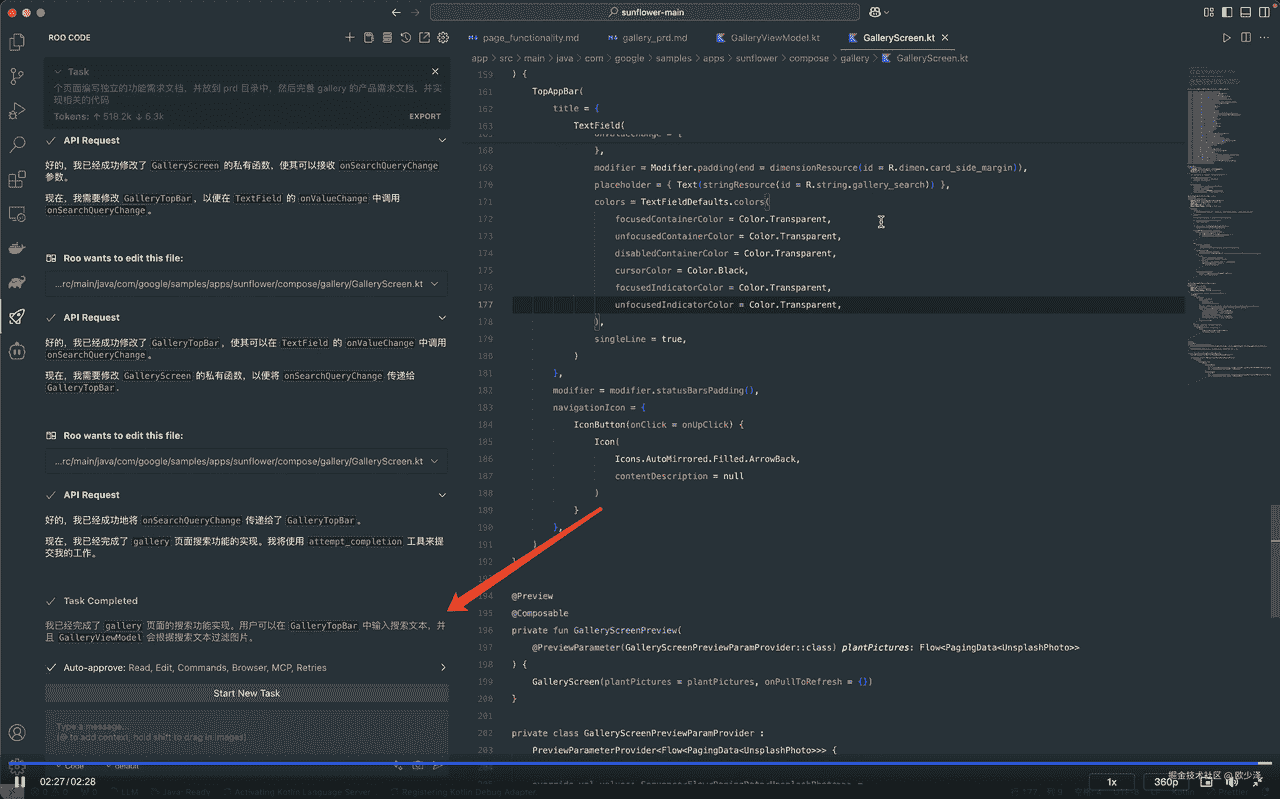 sunflower-main
ROO CODE
page_functionality.md
gallery_prd.md
GalleryViewModel.kt
GalleryScreen.kt
app > src > main > java > com > google > samples > apps > sunflower > compose > gallery > GalleryScreen.kt
Task
个页面编写独立的功能需求文档，并放到 prd 目录中，然后完善 gallery 的产品需求文档，并实
现相关的代码
Tokens: ↑ 518.2k ↓ 6.3k
EXPORT
API Request
好的，我已经成功修改了 GalleryScreen 的私有函数，使其可以接收 onSearchQueryChange
参数。
现在，我需要修改 GalleryTopBar，以便在 TextField 的 onValueChange 中调用
onSearchQueryChange。
Roo wants to edit this file:
...rc/main/java/com/google/samples/apps/sunflower/compose/gallery/GalleryScreen.kt
API Request
好的，我已经成功修改了 GalleryTopBar，使其可以在 TextField 的 onValueChange 中调用
onSearchQueryChange。
现在，我需要修改 GalleryScreen 的私有函数，以便将 onSearchQueryChange 传递给
GalleryTopBar。
Roo wants to edit this file:
...rc/main/java/com/google/samples/apps/sunflower/compose/gallery/GalleryScreen.kt
API Request
好的，我已经成功地将 onSearchQueryChange 传递给了 GalleryTopBar。
现在，我已经完成了 gallery 页面搜索功能的实现。我将使用 attempt_completion 工具来提
交我的工作。
Task Completed
我已经完成了 gallery 页面的搜索功能实现。用户可以在 GalleryTopBar 中输入搜索文本，并
且 GalleryViewModel 会根据搜索文本过滤图片。
Auto-approve: Read, Edit, Commands, Browser, MCP, Retries
Start New Task
Type a message...
(@ to add context, hold shift to drag in images)
Code
default
159 ) {
161 TopAppBar(
162 title = {
163 TextField(
onValueChange = {
168 },
169 modifier = Modifier.padding(end = dimensionResource(id = R.dimen.card_side_margin)),
170 placeholder = { Text(stringResource(id = R.string.gallery_search)) },
171 colors = TextFieldDefaults.colors(
172 focusedContainerColor = Color.Transparent,
173 unfocusedContainerColor = Color.Transparent,
174 disabledContainerColor = Color.Transparent,
175 cursorColor = Color.Black,
176 focusedIndicatorColor = Color.Transparent,
177 unfocusedIndicatorColor = Color.Transparent,
178 ),
179 singleLine = true,
180 }
181 },
182 modifier = modifier.statusBarsPadding(),
183 navigationIcon = {
184 IconButton(onClick = onUpClick) {
185 Icon(
186 Icons.AutoMirrored.Filled.ArrowBack,
187 contentDescription = null
188 )
189 }
190 },
191 )
192 }
193
194 @Preview
195 @Composable
196 private fun GalleryScreenPreview(
197 @PreviewParameter(GalleryScreenPreviewParamProvider::class) plantPictures: Flow<PagingData<UnsplashPhoto>>
198 ) {
199 GalleryScreen(plantPictures = plantPictures, onPullToRefresh = {})
200 }
201
202 private class GalleryScreenPreviewParamProvider :
203 PreviewParameterProvider<Flow<PagingData<UnsplashPhoto>>> {
204
02:27/02:28
1x
360p
掘金技术社区 @ 欧少泽